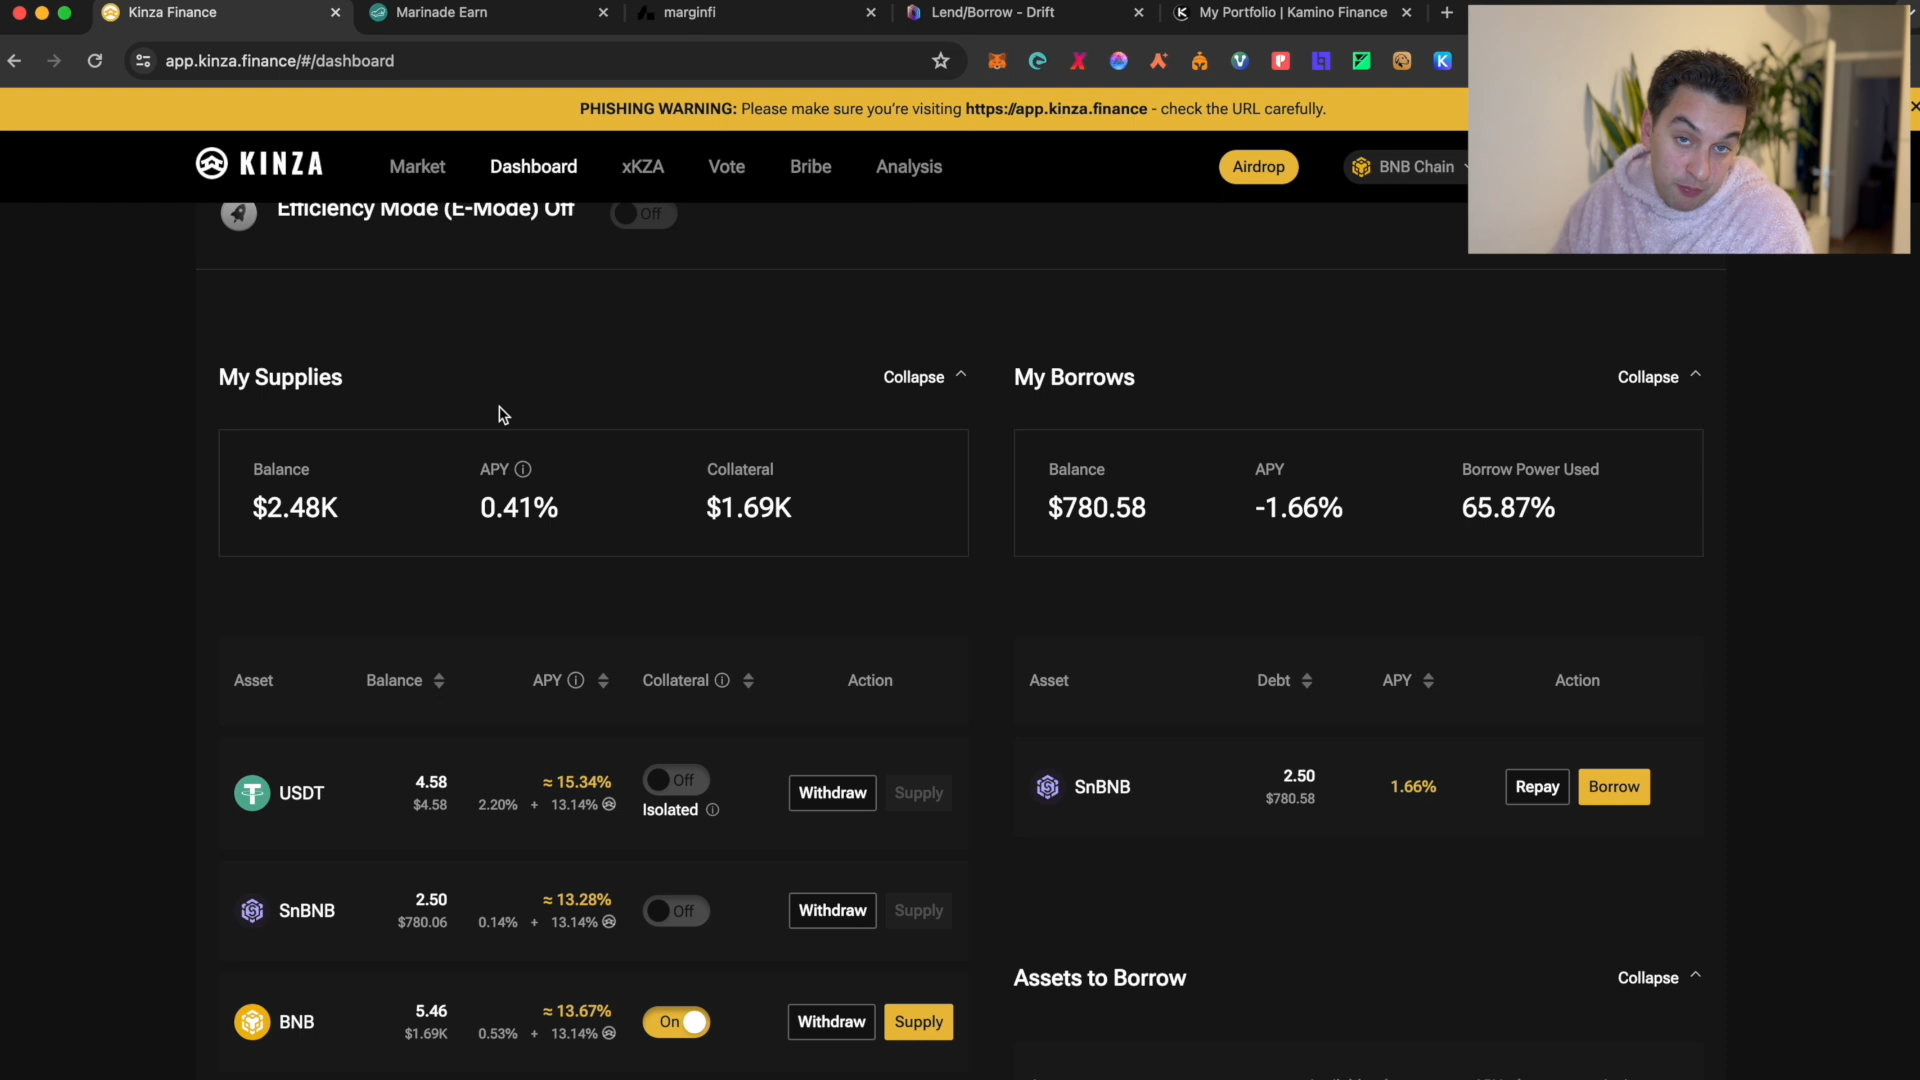 Kinza Finance
Marinade Earn
marginfi
Lend/Borrow - Drift
My Portfolio | Kamino Finance
app.kinza.finance/#/dashboard
PHISHING WARNING: Please make sure you're visiting https://app.kinza.finance - check the URL carefully.
KINZA
Market
Dashboard
xKZA
Vote
Bribe
Analysis
Airdrop
BNB Chain
Efficiency Mode (E-Mode) Off
Off
My Supplies
Collapse
Balance
APY
Collateral
$2.48K
0.41%
$1.69K
Asset
Balance
APY
Collateral
Action
USDT
4.58
$4.58
≈ 15.34%
2.20% + 13.14%
Off
Isolated
Withdraw
Supply
SnBNB
2.50
$780.06
≈ 13.28%
0.14% + 13.14%
Off
Withdraw
Supply
BNB
5.46
$1.69K
≈ 13.67%
0.53% + 13.14%
On
Withdraw
Supply
My Borrows
Collapse
Balance
APY
Borrow Power Used
$780.58
-1.66%
65.87%
Asset
Debt
APY
Action
SnBNB
2.50
$780.58
1.66%
Repay
Borrow
Assets to Borrow
Collapse